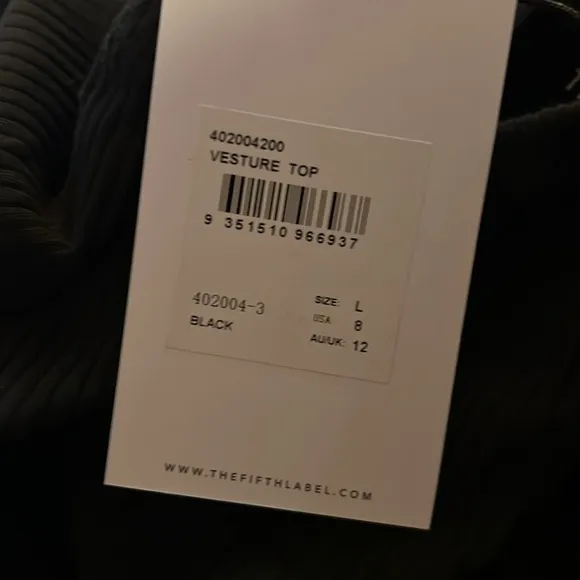 402004200
VESTURE TOP
9 351510 966937
402004-3 SIZE: L
BLACK USA: 8
AU/UK: 12
WWW.THEFIFTHLABEL.COM